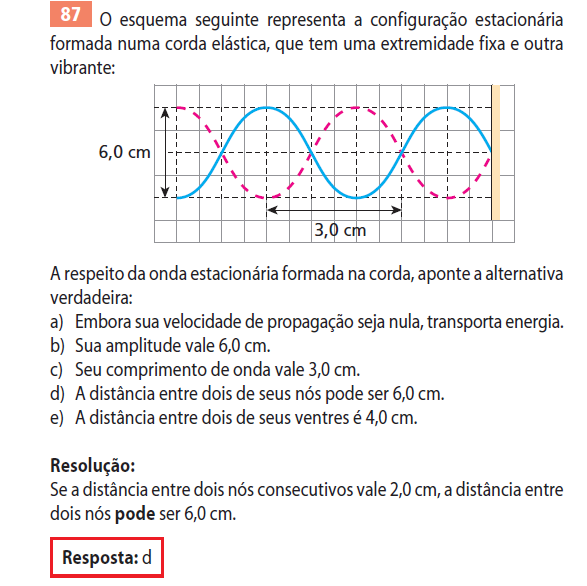 87 O esquema seguinte representa a configuração estacionária
formada numa corda elástica, que tem uma extremidade fixa e outra
vibrante:
6,0 cm
3,0 cm
A respeito da onda estacionária formada na corda, aponte a alternativa
verdadeira:
a) Embora sua velocidade de propagação seja nula, transporta energia.
b) Sua amplitude vale 6,0 cm.
c) Seu comprimento de onda vale 3,0 cm.
d) A distância entre dois de seus nós pode ser 6,0 cm.
e) A distância entre dois de seus ventres é 4,0 cm.
Resolução:
Se a distância entre dois nós consecutivos vale 2,0 cm, a distância entre
dois nós pode ser 6,0 cm.
Resposta: d